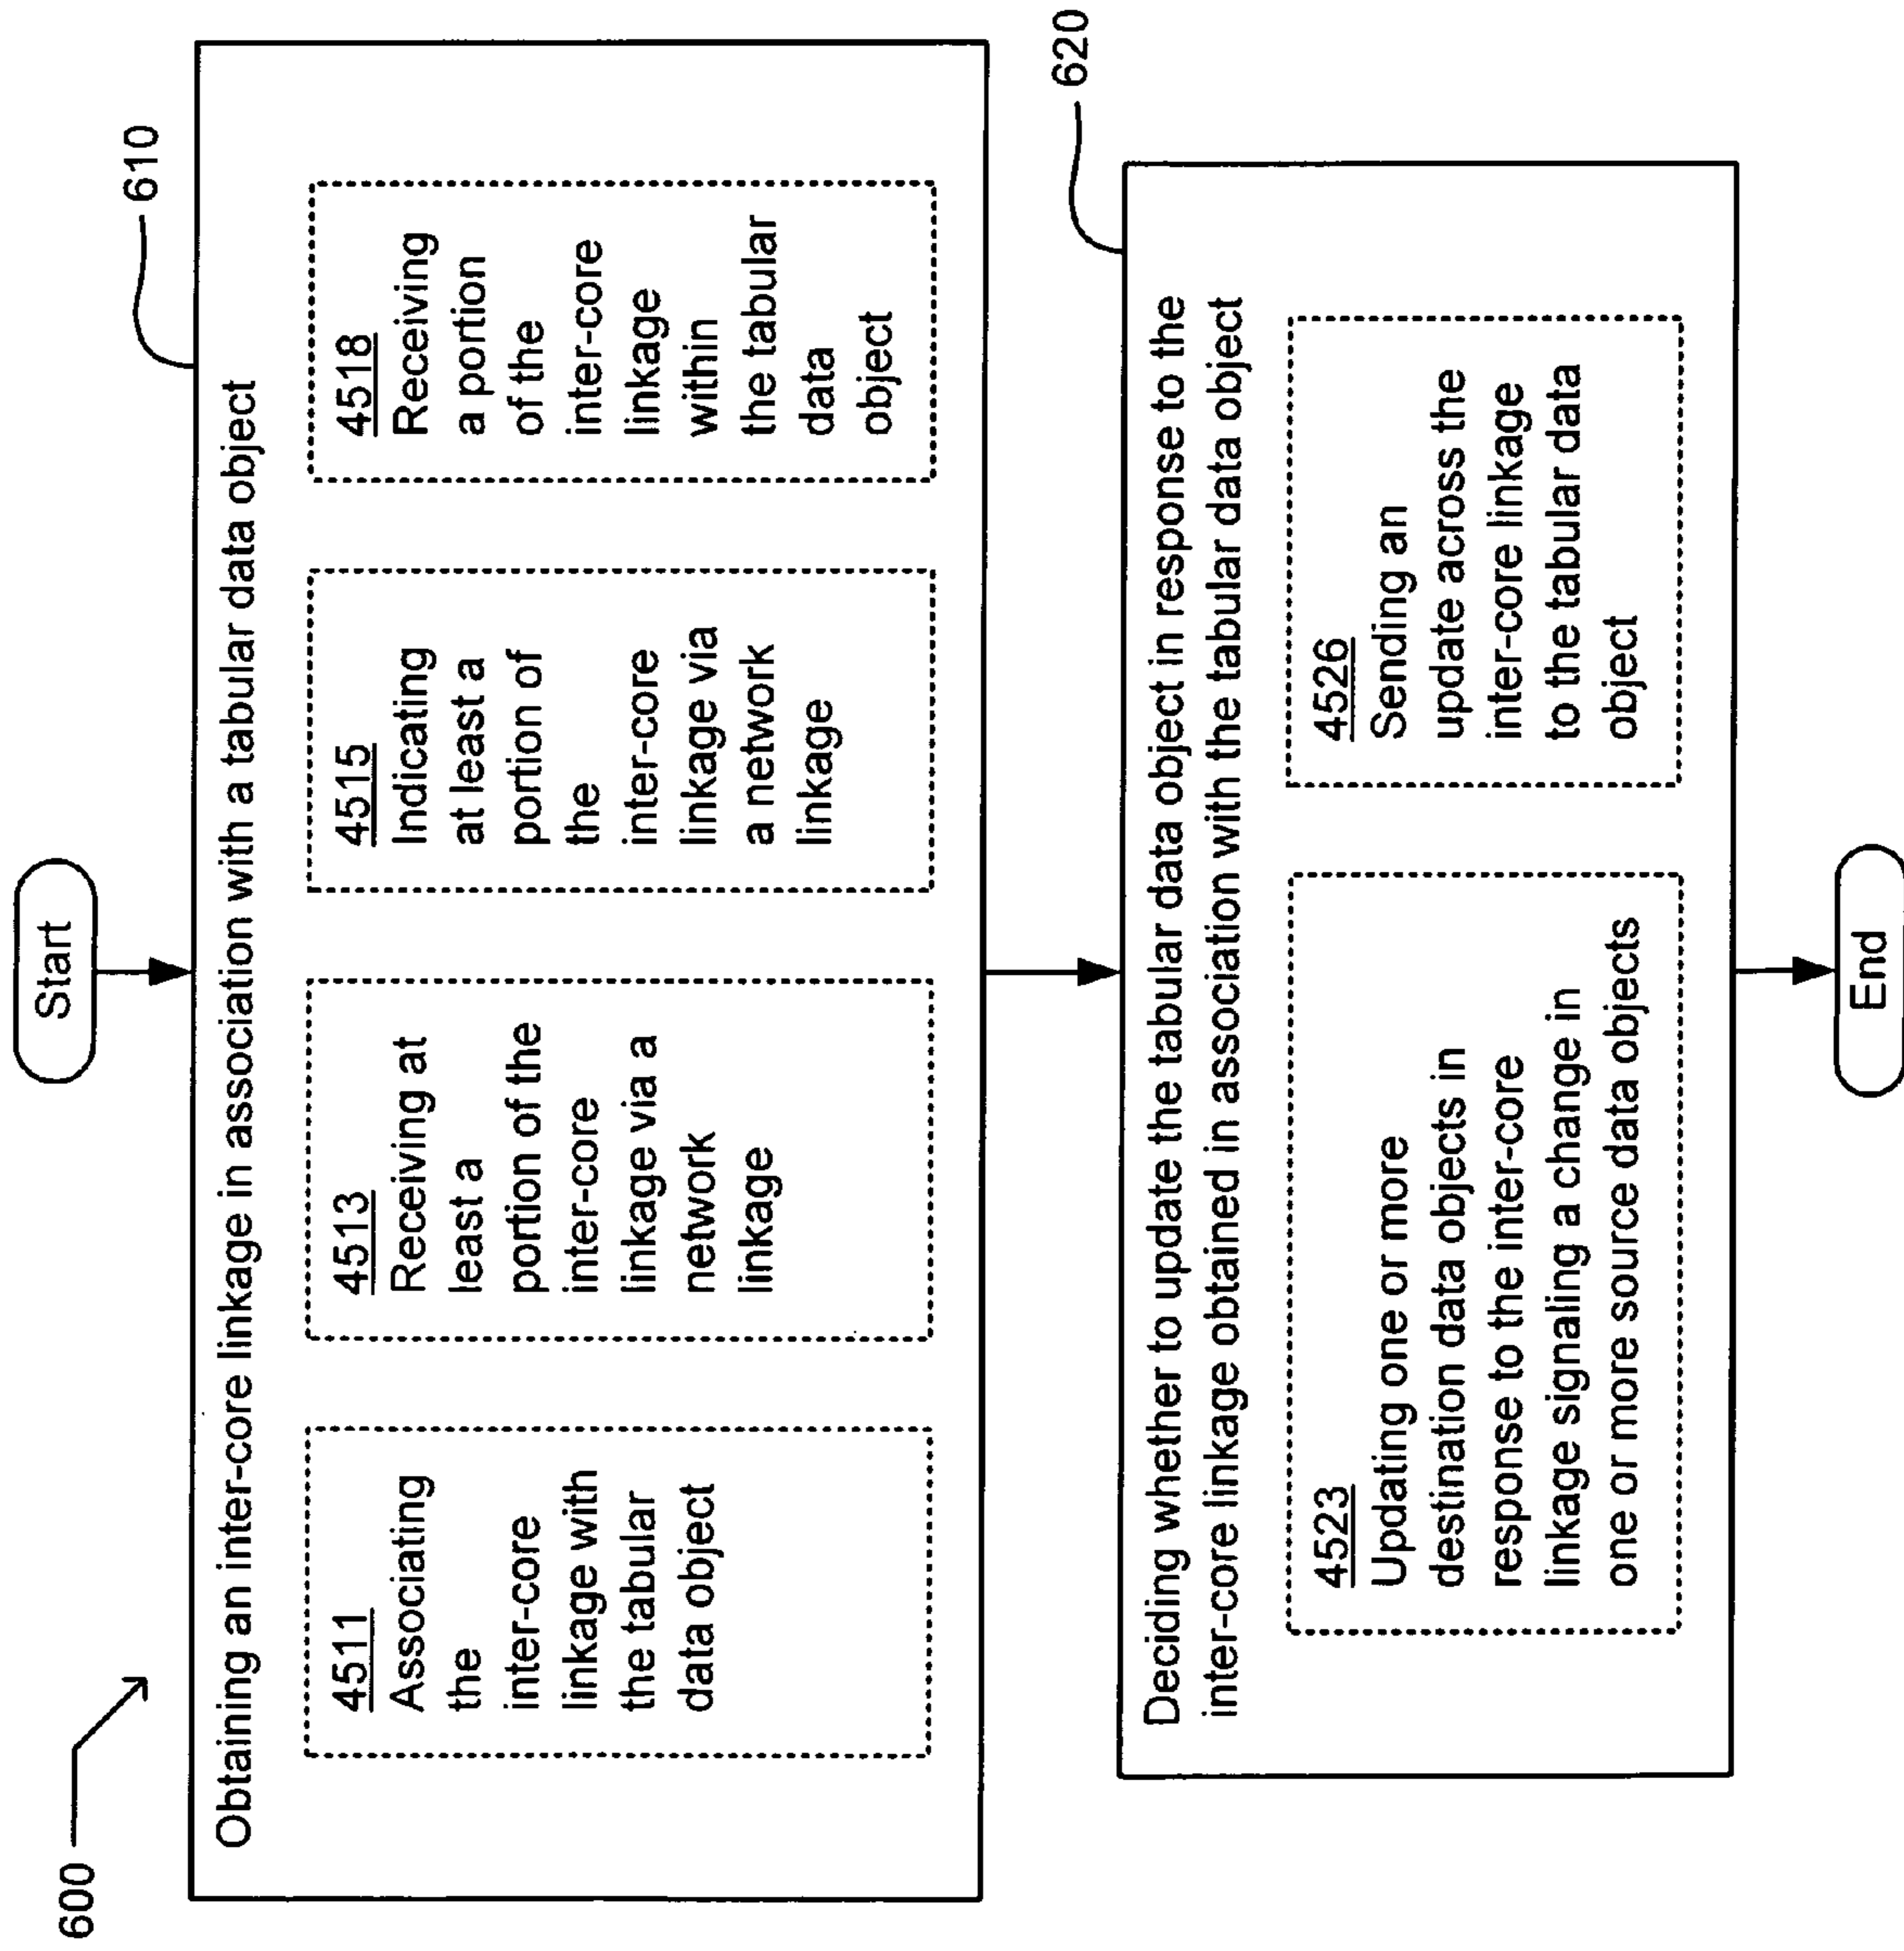 600
Start
610
Obtaining an inter-core linkage in association with a tabular data object
4511
Associating
the
inter-core
linkage with
the tabular
data object
4513
Receiving at
least a
portion of the
inter-core
linkage via a
network
linkage
4515
Indicating
at least a
portion of
the
inter-core
linkage via
a network
linkage
4518
Receiving
a portion
of the
inter-core
linkage
within
the tabular
data
object
620
Deciding whether to update the tabular data object in response to the
inter-core linkage obtained in association with the tabular data object
4523
Updating one or more
destination data objects in
response to the inter-core
linkage signaling a change in
one or more source data objects
4526
Sending an
update across the
inter-core linkage
to the tabular data
object
End